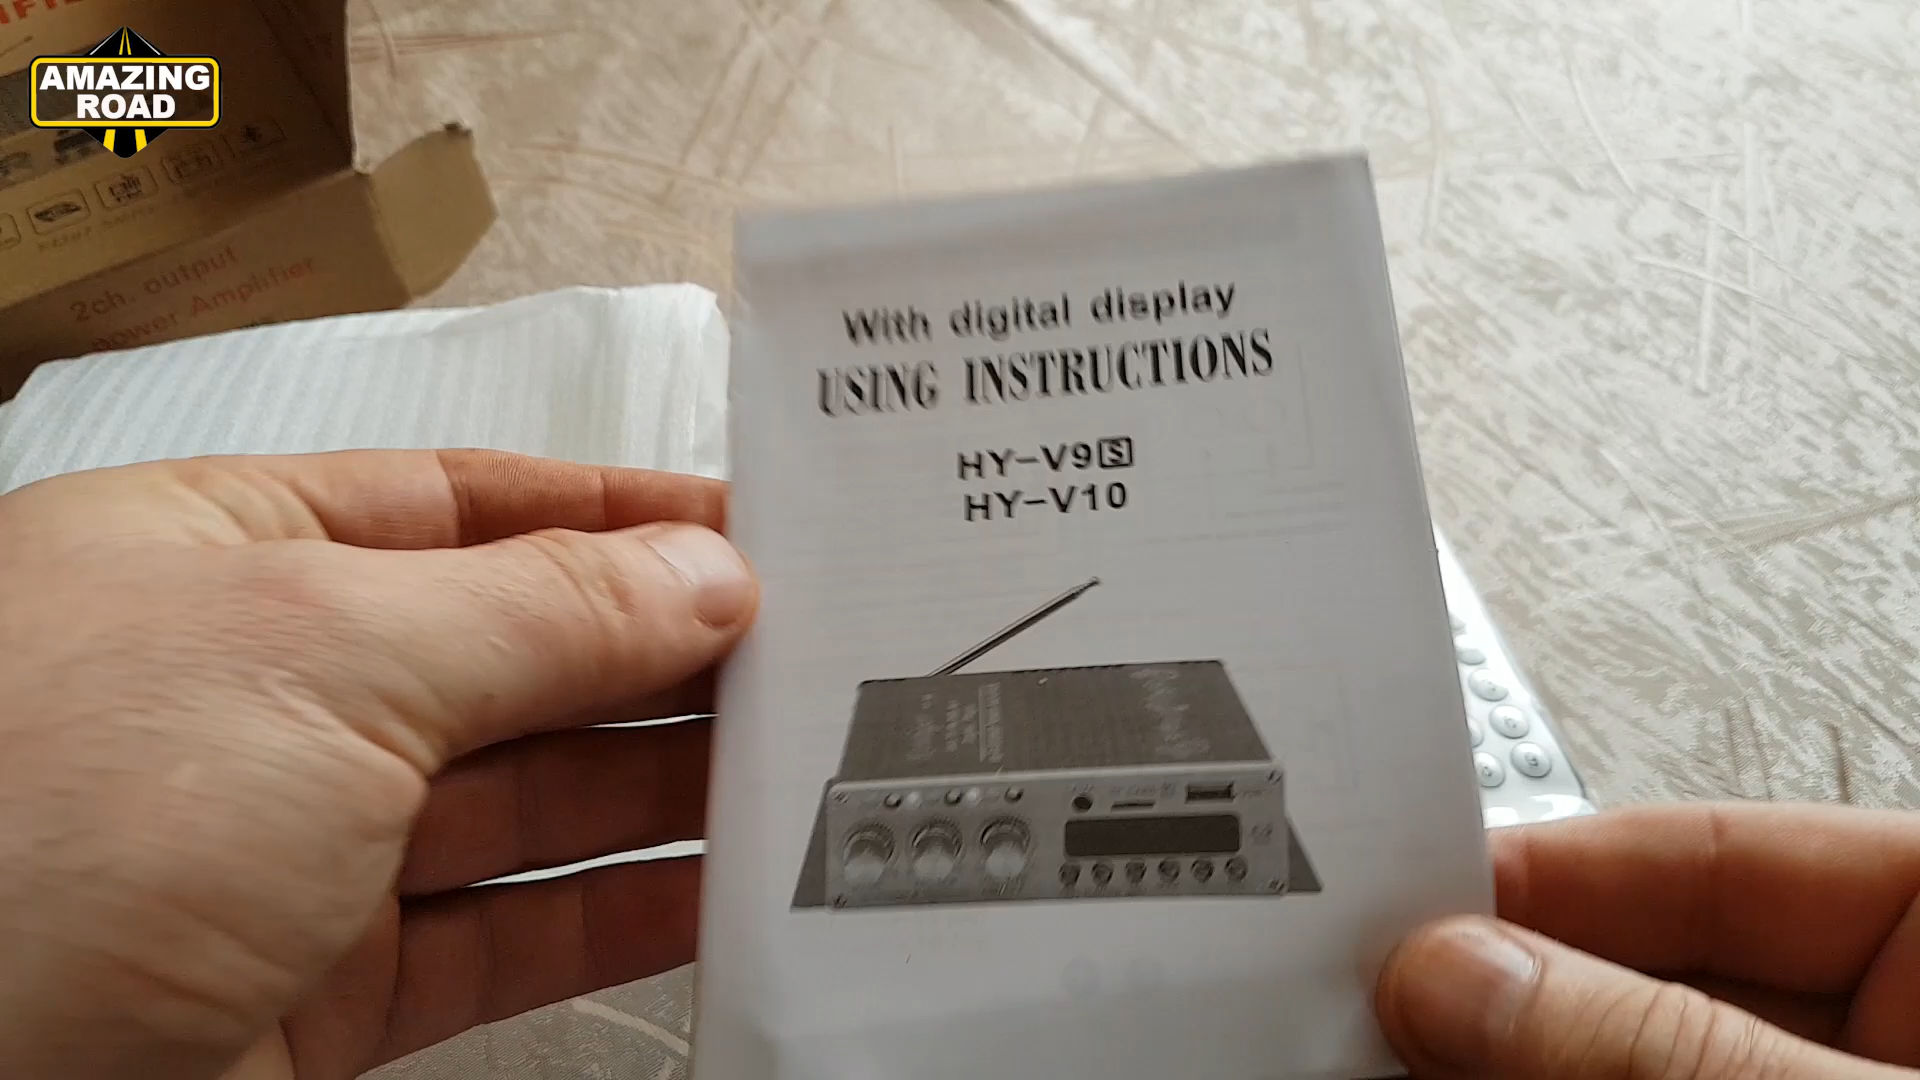 AMAZING
ROAD
2ch. output
power Amplifier
With digital display
USING INSTRUCTIONS
HY-V9S
HY-V10